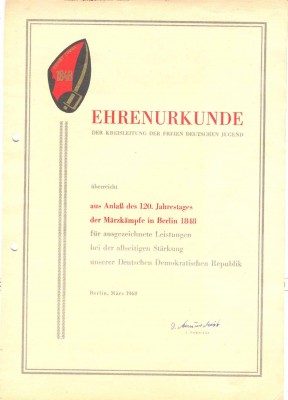 1848
EHRENURKUNDE
DER KREISLEITUNG DER FREIEN DEUTSCHEN JUGEND
überreicht
aus Anlaß des 120. Jahrestages
der Märzkämpfe in Berlin 1848
für ausgezeichnete Leistungen
bei der allseitigen Stärkung
unserer Deutschen Demokratischen Republik
Berlin, März 1968